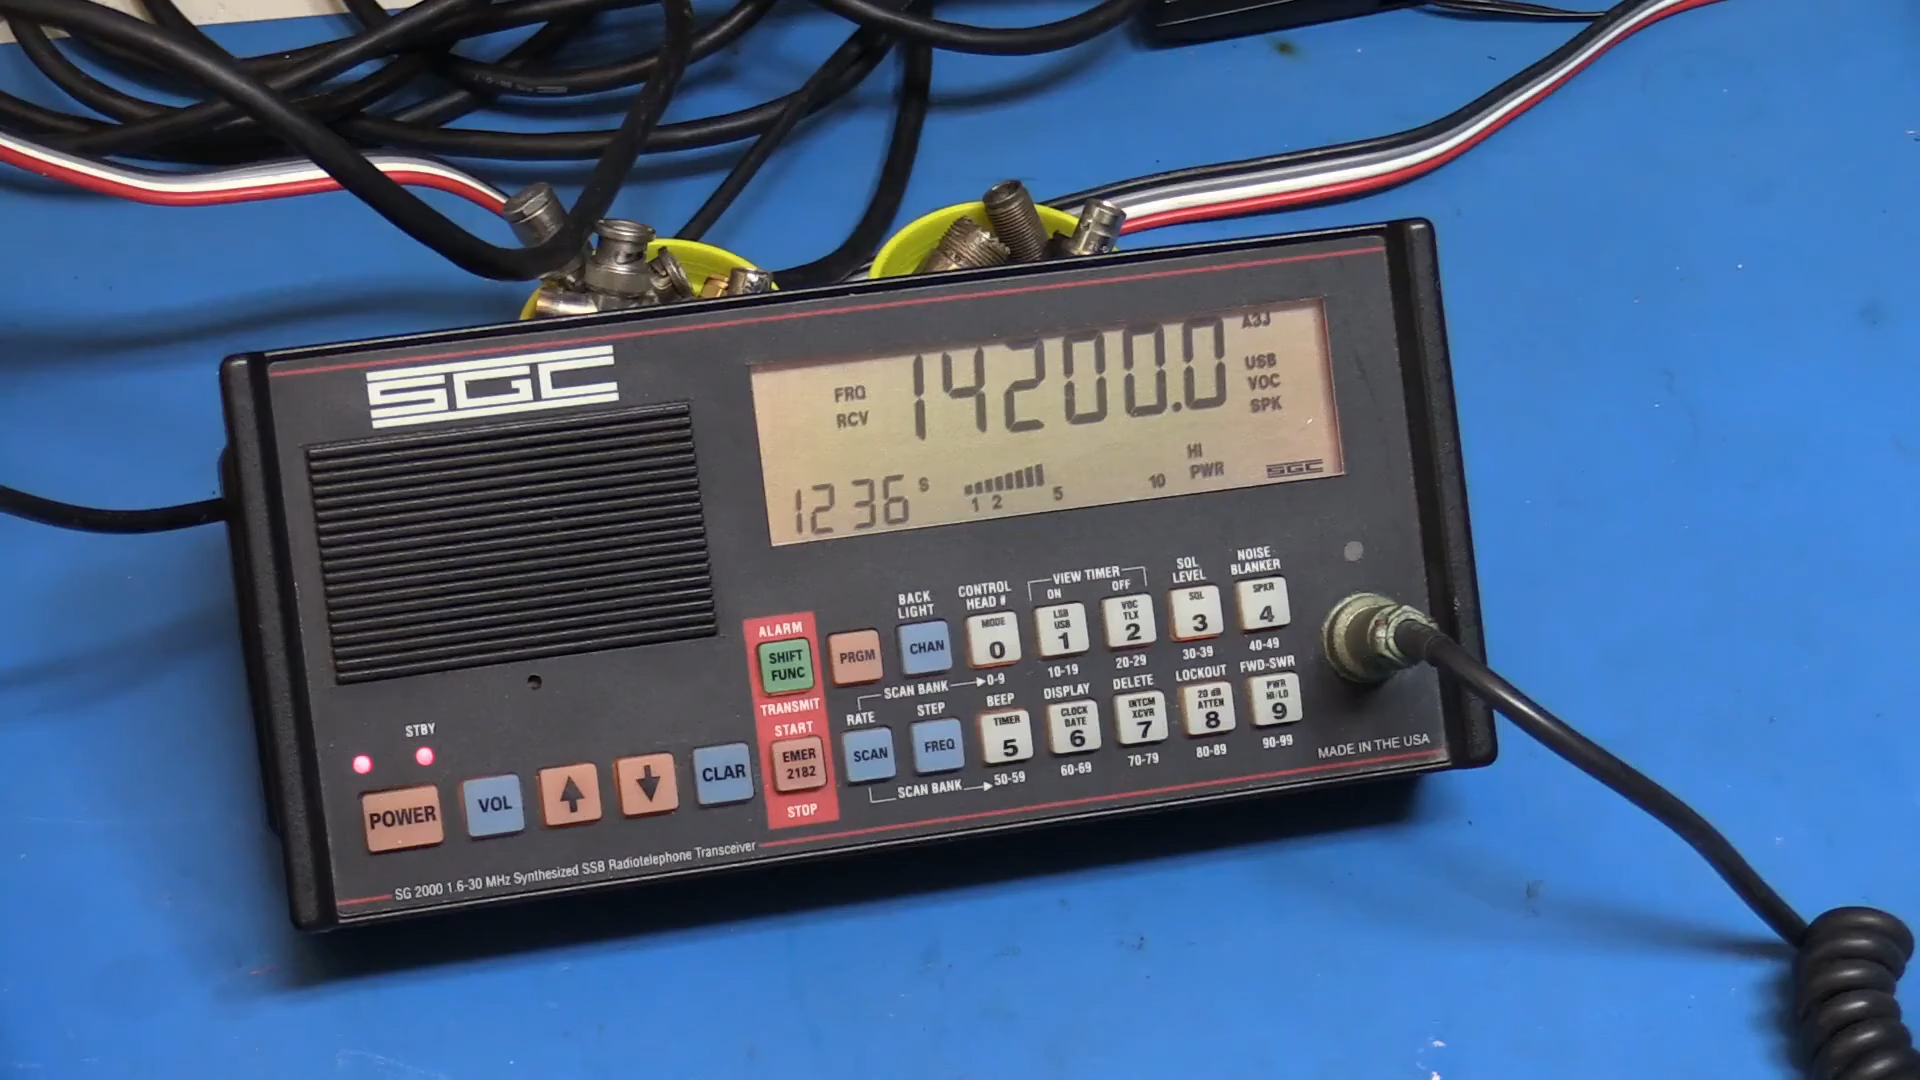 SGC
FRQ
RCV
14200.0
A3J
USB
VOC
SPK
1236
S
1 2 5 10
HI
PWR
SGC
ALARM
SHIFT
FUNC
TRANSMIT
START
EMER
2182
STOP
PRGM
BACK
LIGHT
CHAN
CONTROL
HEAD #
MODE
0
0-9
VIEW TIMER
ON
OFF
LSB
USB
1
10-19
VOC
TLX
2
20-29
SQL
LEVEL
SQL
3
30-39
NOISE
BLANKER
SPKR
4
40-49
SCAN BANK
RATE
SCAN
STEP
FREQ
BEEP
TIMER
5
50-59
DISPLAY
CLOCK
DATE
6
60-69
DELETE
INTCM
XCVR
7
70-79
LOCKOUT
20 dB
ATTEN
8
80-89
FWD-SWR
PWR
HI/LO
9
90-99
SCAN BANK
MADE IN THE USA
STBY
POWER
VOL
CLAR
SG 2000 1.6-30 MHz Synthesized SSB Radiotelephone Transceiver